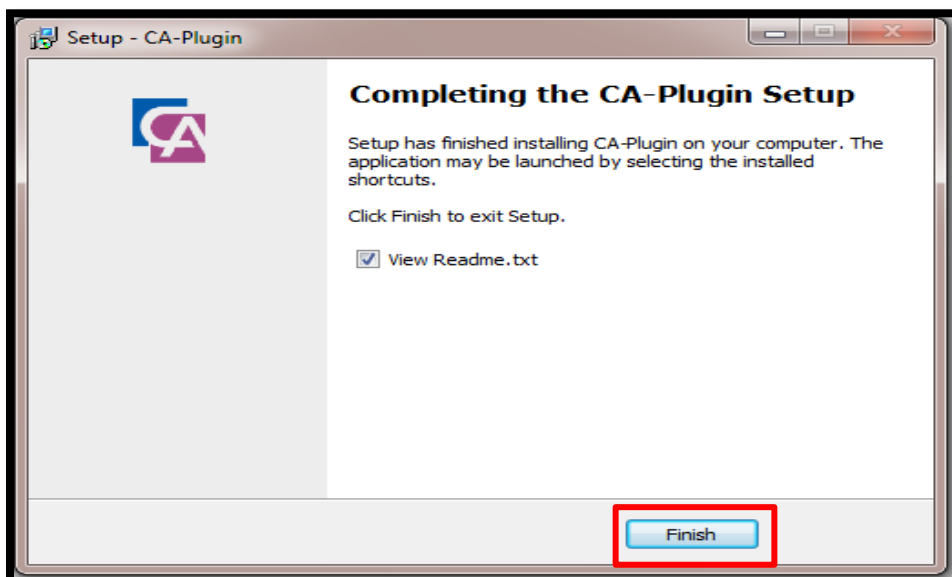 Setup - CA-Plugin
CA
Completing the CA-Plugin Setup
Setup has finished installing CA-Plugin on your computer. The
application may be launched by selecting the installed
shortcuts.
Click Finish to exit Setup.
View Readme.txt
Finish